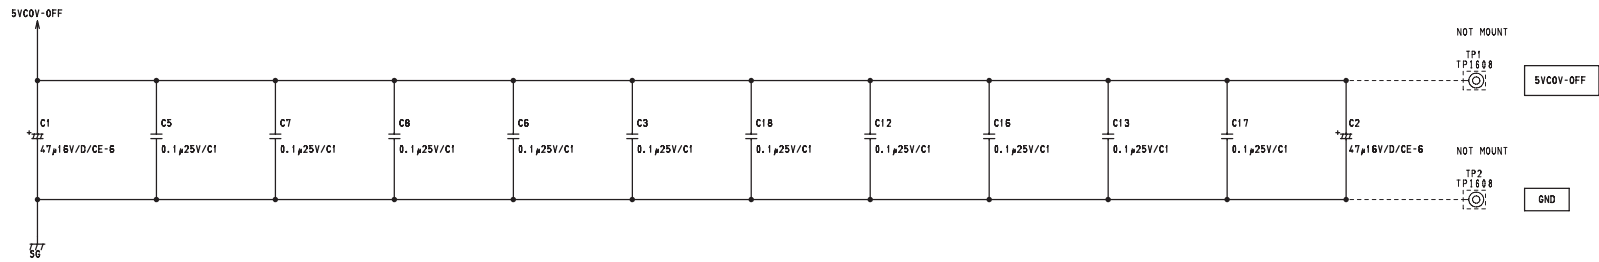 5VCOV-OFF
NOT MOUNT
TP1
TP1608
5VCOV-OFF
C1
47μ16V/D/CE-6
C5
0.1μ25V/C1
C7
0.1μ25V/C1
C8
0.1μ25V/C1
C6
0.1μ25V/C1
C3
0.1μ25V/C1
C18
0.1μ25V/C1
C12
0.1μ25V/C1
C16
0.1μ25V/C1
C13
0.1μ25V/C1
C17
0.1μ25V/C1
C2
47μ16V/D/CE-6
NOT MOUNT
TP2
TP1608
GND
SG